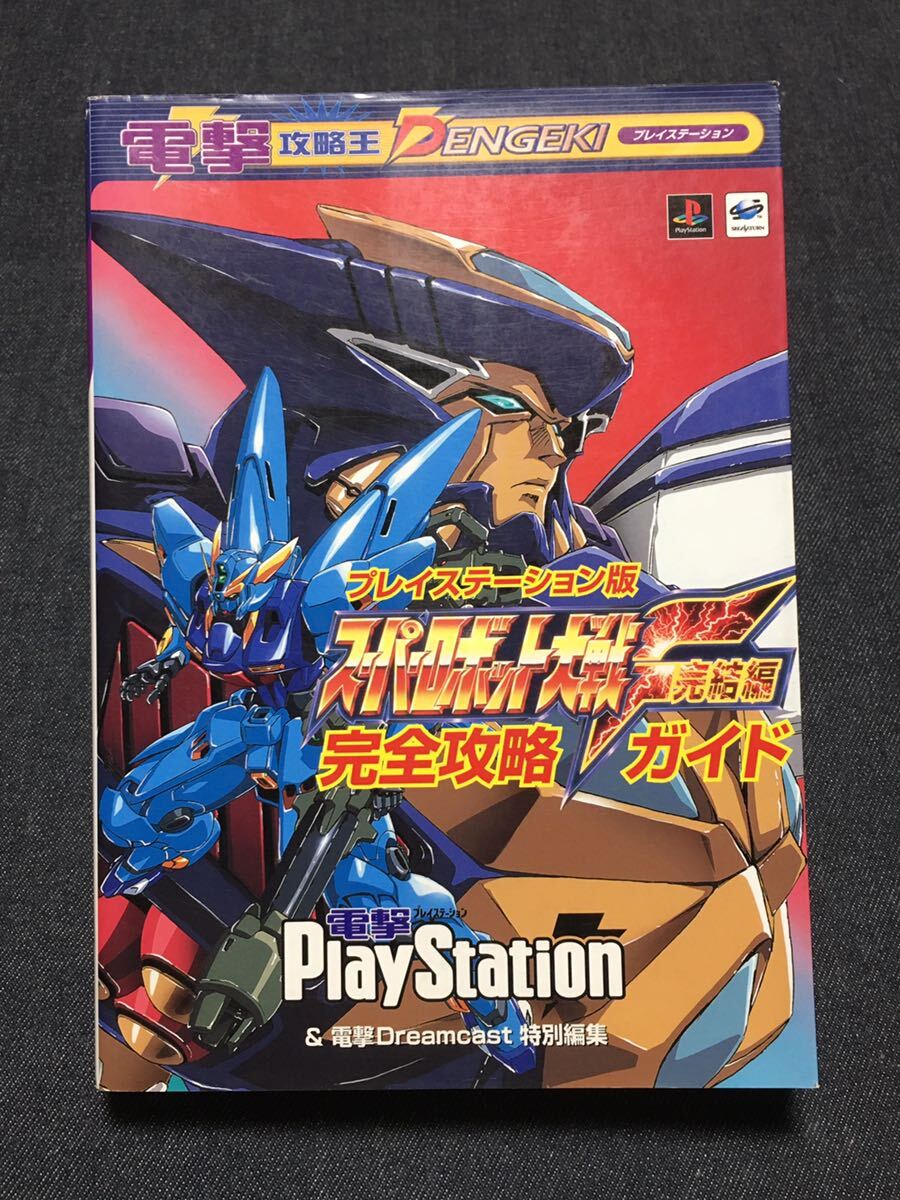 電撃攻略王 DENGEKI プレイステーション
PlayStation SEGA SATURN
プレイステーション版
スーパーロボット大戦F完結編
完全攻略ガイド
電撃プレイステーション
PlayStation
& 電撃Dreamcast 特別編集